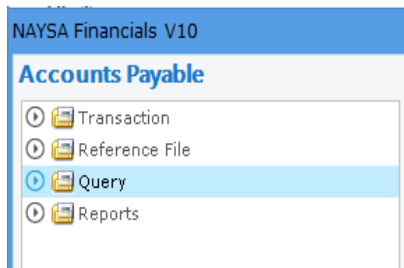 NAYSA Financials V10
Accounts Payable
Transaction
Reference File
Query
Reports